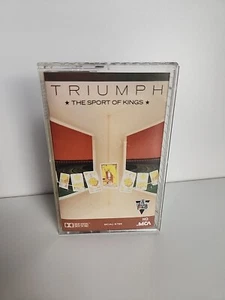 TRIUMPH
★ THE SPORT OF KINGS ★
MCA